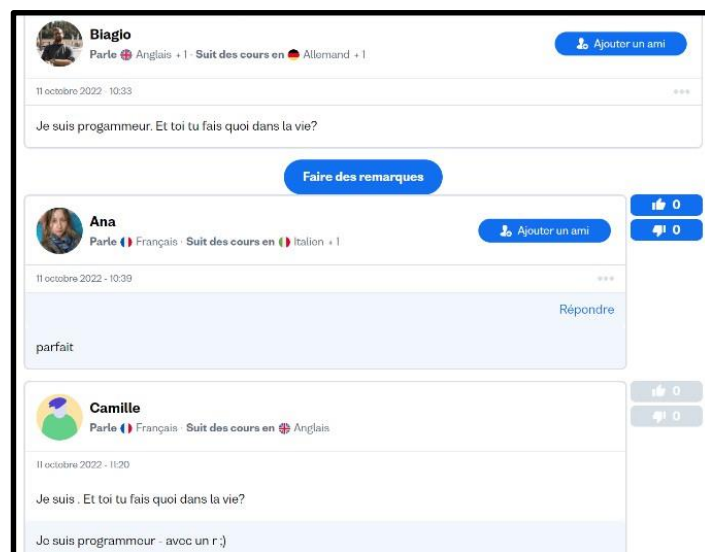 Biagio
Parle Anglais +1 · Suit des cours en Allemand +1
Ajouter un ami
11 octobre 2022 - 10:33
Je suis progammeur. Et toi tu fais quoi dans la vie?
Faire des remarques
0
Ana
Parle Français · Suit des cours en Italien +1
Ajouter un ami
0
11 octobre 2022 - 10:39
Répondre
parfait
0
Camille
Parle Français · Suit des cours en Anglais
0
11 octobre 2022 - 11:20
Je suis . Et toi tu fais quoi dans la vie?
Je suis programmeur - avec un r ;)